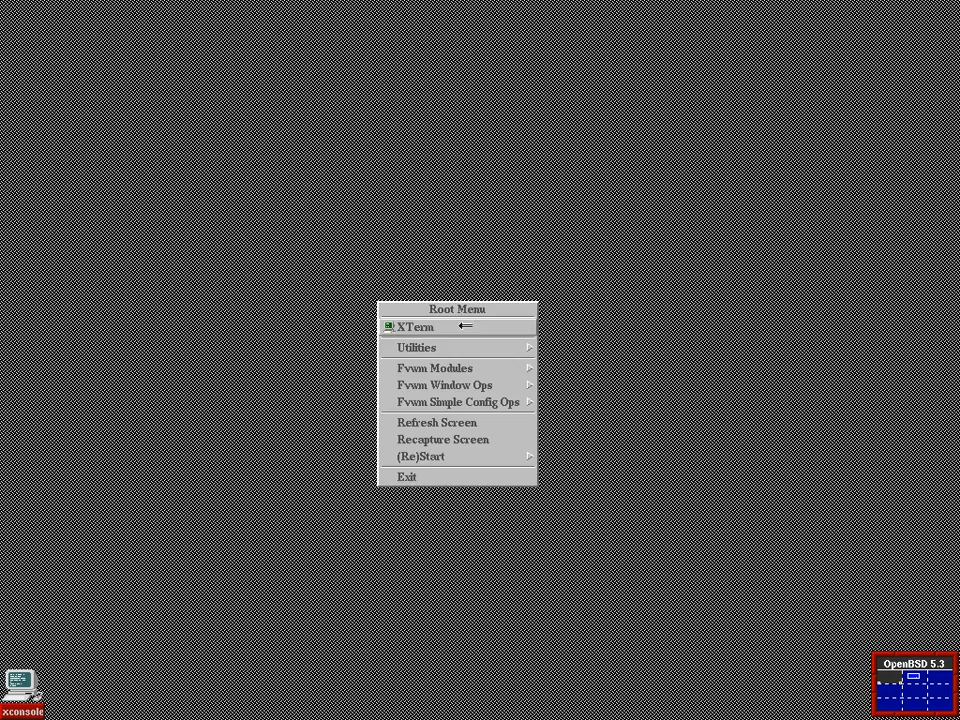 Root Menu
XTerm
Utilities
Fvwm Modules
Fvwm Window Ops
Fvwm Simple Config Ops
Refresh Screen
Recapture Screen
(Re)Start
Exit
OpenBSD 5.3
xconsole